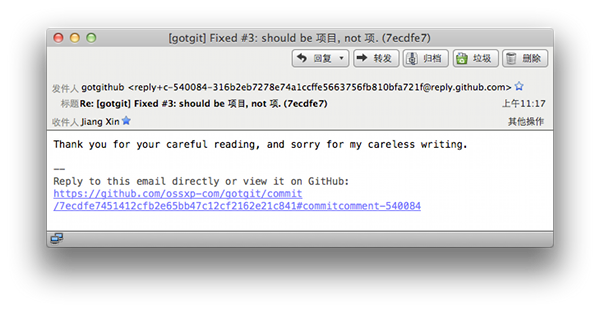 [gotgit] Fixed #3: should be 项目, not 项. (7ecdfe7)
回复 转发 归档 垃圾 删除
发件人 gotgithub <reply+c-540084-316b2eb7278e74a1ccffe5663756fb810bfa721f@reply.github.com>
标题 Re: [gotgit] Fixed #3: should be 项目, not 项. (7ecdfe7) 上午11:17
收件人 Jiang Xin 其他操作
Thank you for your careful reading, and sorry for my careless writing.
—
Reply to this email directly or view it on GitHub:
https://github.com/ossxp-com/gotgit/commit
/7ecdfe7451412cfb2e65bb47c12cf2162e21c841#commitcomment-540084